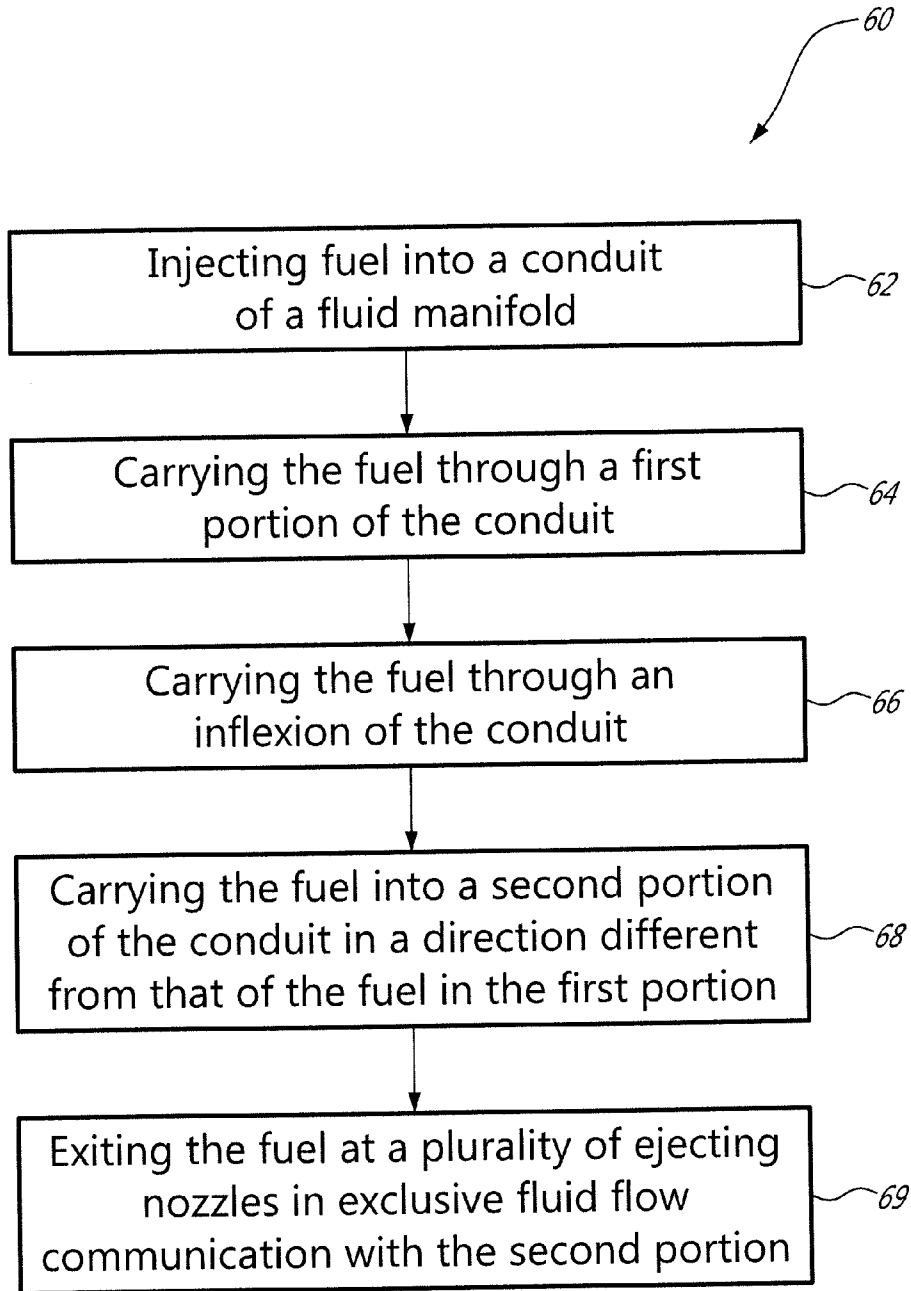 60
Injecting fuel into a conduit
of a fluid manifold
62
Carrying the fuel through a first
portion of the conduit
64
Carrying the fuel through an
inflexion of the conduit
66
Carrying the fuel into a second portion
of the conduit in a direction different
from that of the fuel in the first portion
68
Exiting the fuel at a plurality of ejecting
nozzles in exclusive fluid flow
communication with the second portion
69